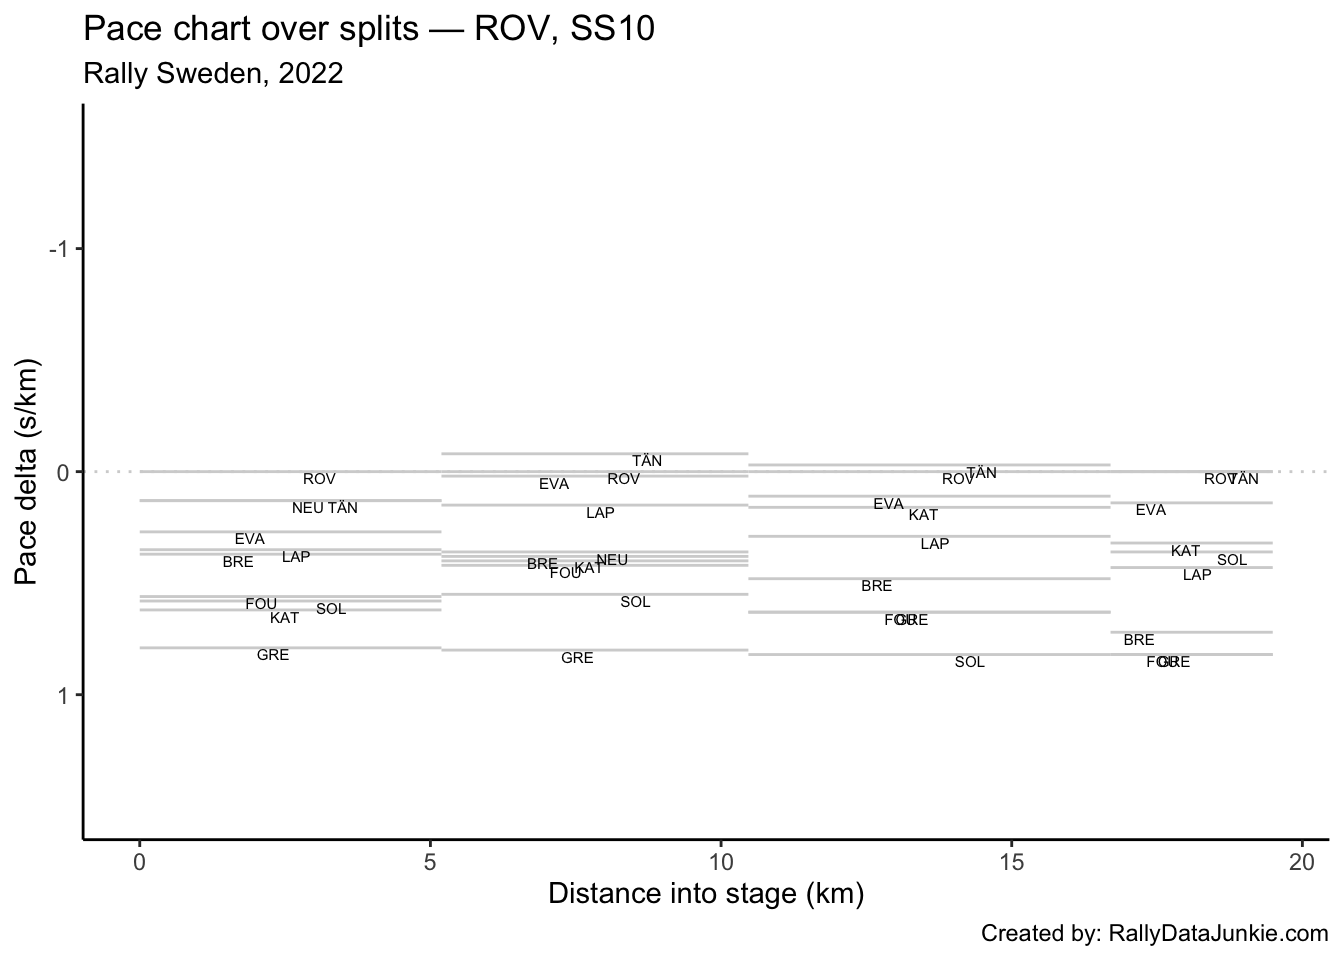 Pace chart over splits — ROV, SS10
Rally Sweden, 2022
Pace delta (s/km)
-1
0
1
ROV
NEU TÄN
EVA
LAP
BRE
FOU
SOL
KAT
GRE
TÄN
ROV
EVA
LAP
NEU
BRE
KAT
FOU
SOL
GRE
TÄN
ROV
EVA
KAT
LAP
BRE
FOU
GRE
SOL
ROV
TÄN
EVA
KAT
SOL
LAP
BRE
FOU
GRE
0 5 10 15 20
Distance into stage (km)
Created by: RallyDataJunkie.com